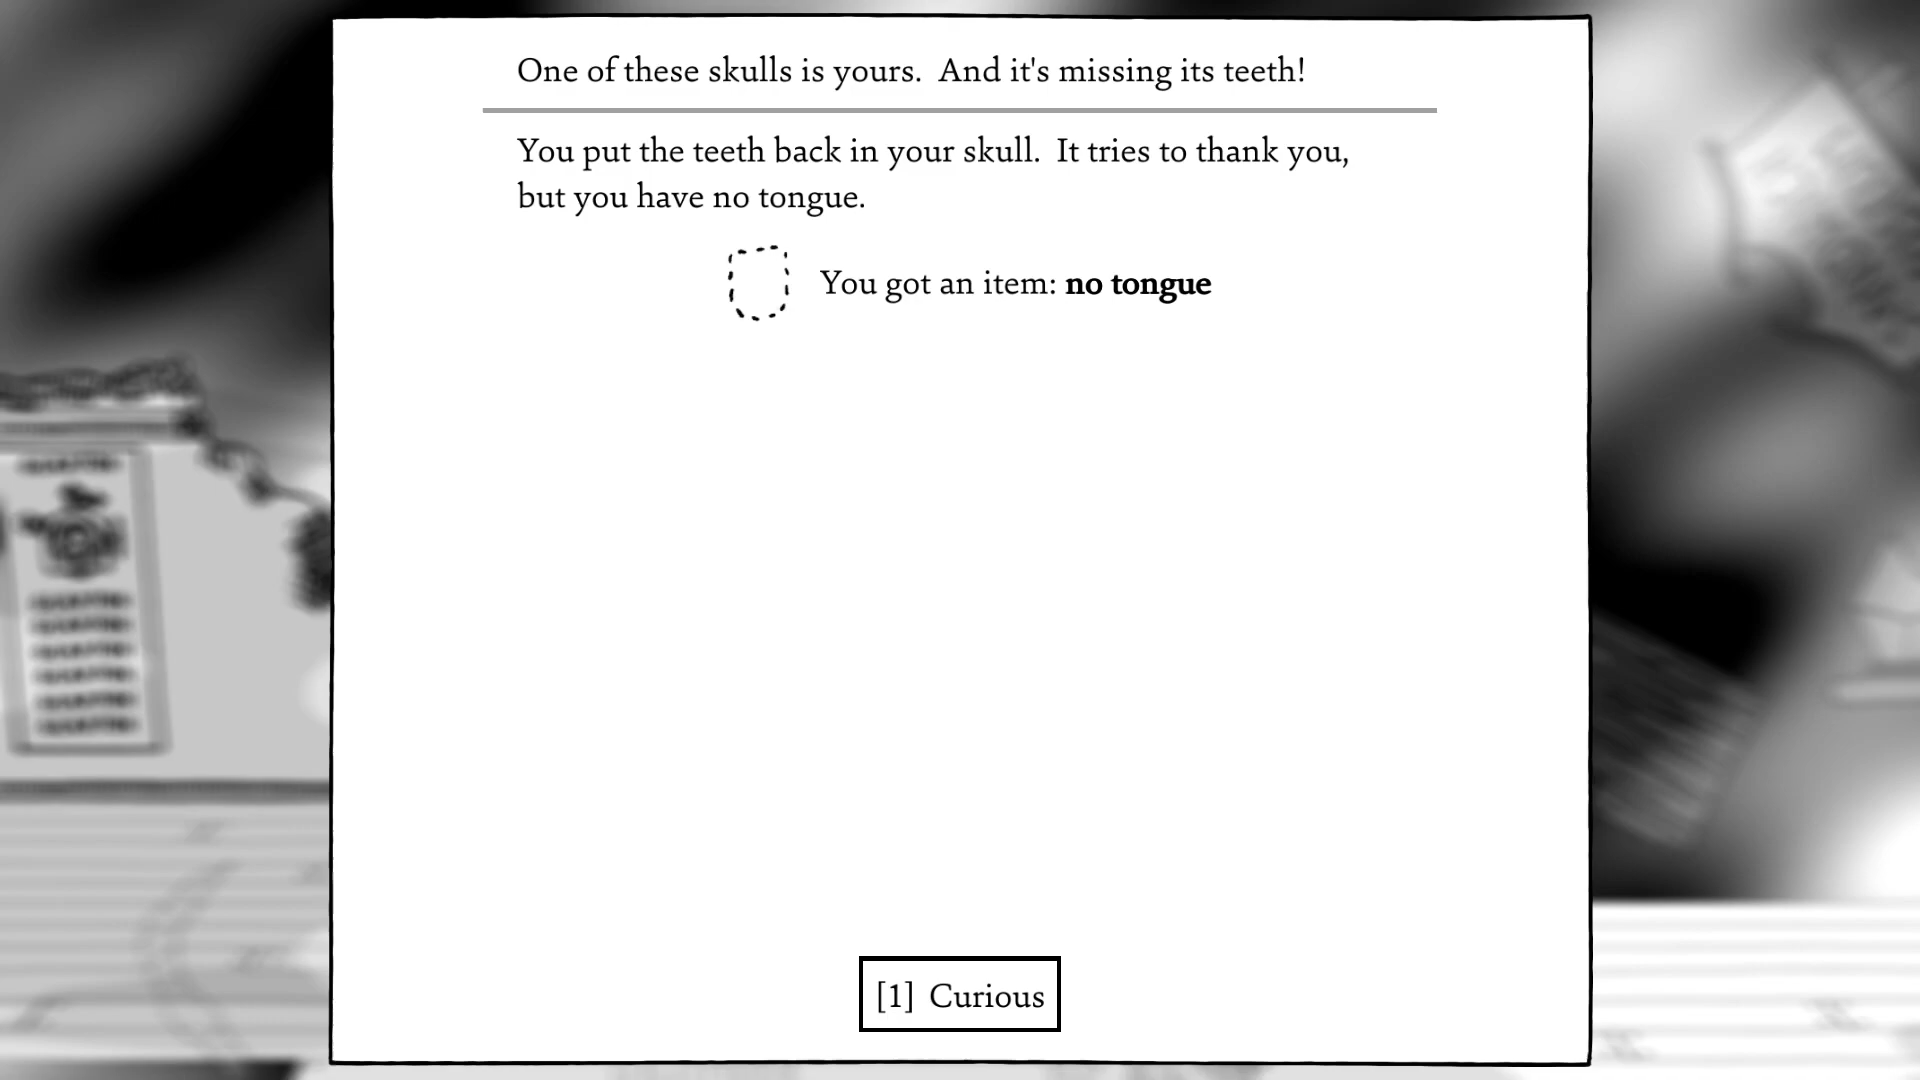 One of these skulls is yours.  And it's missing its teeth!
You put the teeth back in your skull.  It tries to thank you,
but you have no tongue.
You got an item: no tongue
[1] Curious